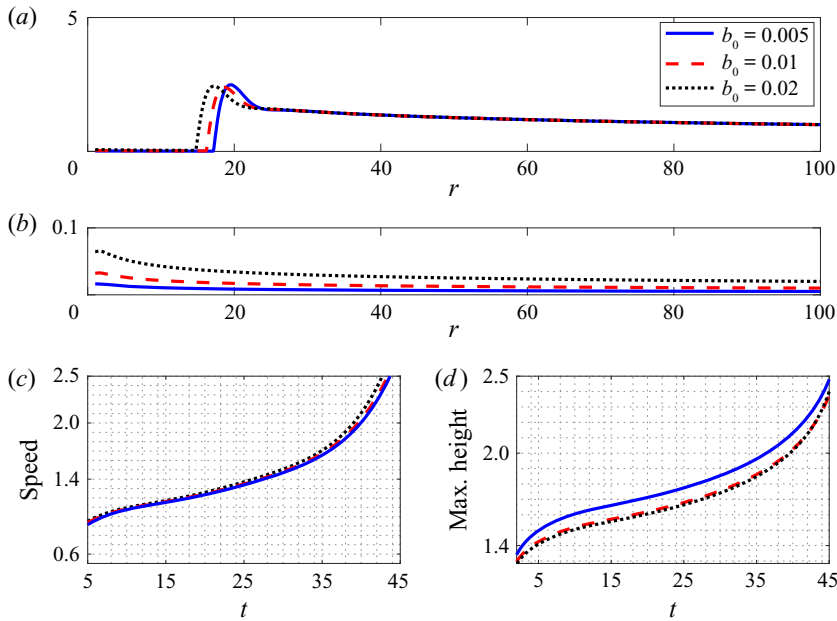 (a)
5
b₀ = 0.005
b₀ = 0.01
b₀ = 0.02
0 20 40 60 80 100
r
(b)
0.1
0 20 40 60 80 100
r
(c) (d)
2.5 2.5
2.0 2.0
1.4 1.4
0.6
Speed Max. height
5 15 25 35 45 5 15 25 35 45
t t